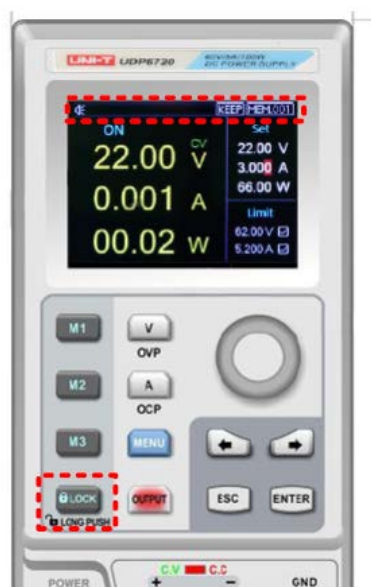 UNI-T UDP6720 60V/5A/100W
DC POWER SUPPLY
KEEP MEM.001
ON Set
22.00 CV V 22.00 V
3.000 A
0.001 A 66.00 W
Limit
00.02 W 62.00 V
5.200 A
M1 V
OVP
M2 A
OCP
M3 MENU
LOCK OUTPUT ESC ENTER
LONG PUSH
C.V C.C
POWER + − GND